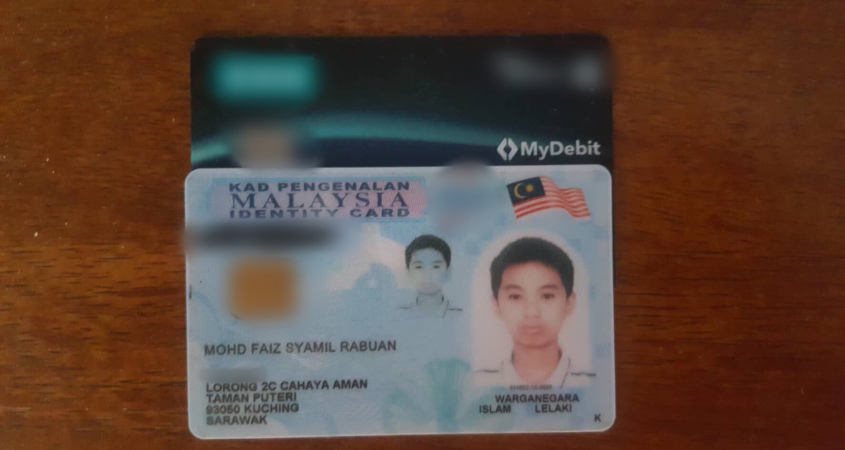 MyDebit
KAD PENGENALAN
MALAYSIA
IDENTITY CARD
MOHD FAIZ SYAMIL RABUAN
LORONG 2C CAHAYA AMAN
TAMAN PUTERI
93050 KUCHING
SARAWAK
WARGANEGARA
ISLAM LELAKI
K